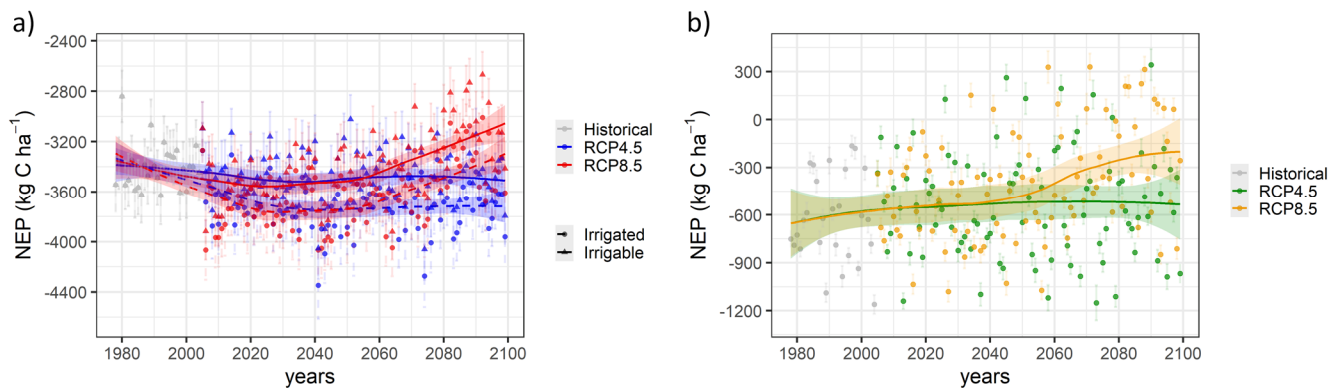 a)
NEP (kg C ha⁻¹)
-2400
-2800
-3200
-3600
-4000
-4400
1980 2000 2020 2040 2060 2080 2100
years
Historical
RCP4.5
RCP8.5
Irrigated
Irrigable
b)
NEP (kg C ha⁻¹)
300
0
-300
-600
-900
-1200
1980 2000 2020 2040 2060 2080 2100
years
Historical
RCP4.5
RCP8.5